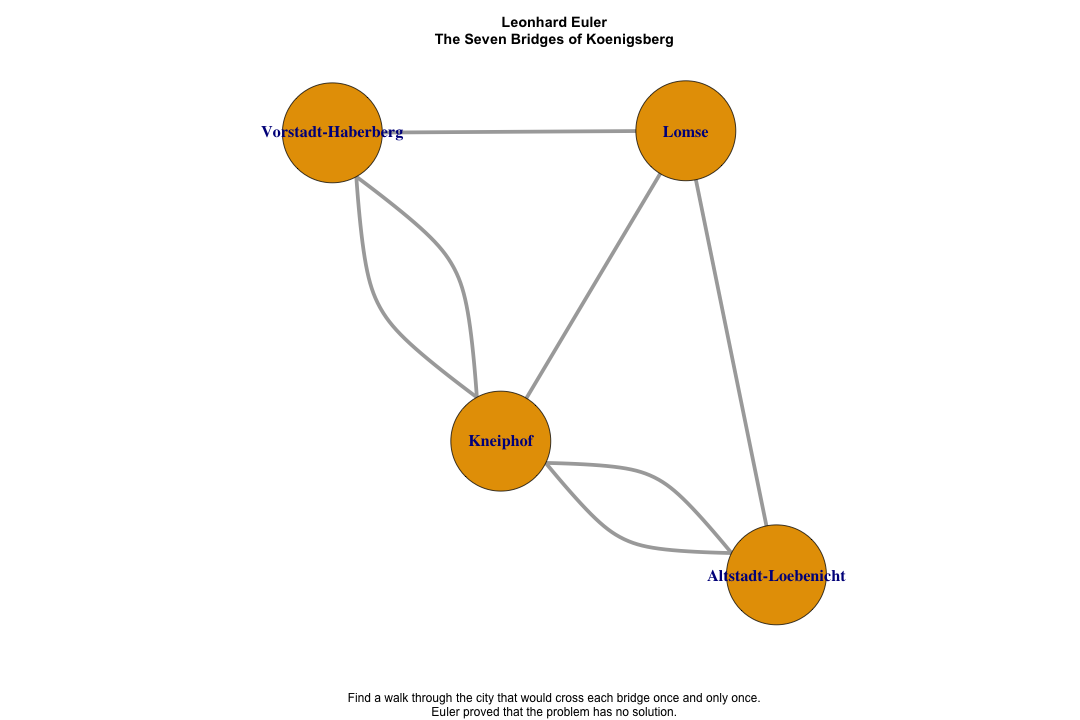 Leonhard Euler
The Seven Bridges of Koenigsberg
Vorstadt-Haberberg
Lomse
Kneiphof
Altstadt-Loebenicht
Find a walk through the city that would cross each bridge once and only once.
Euler proved that the problem has no solution.